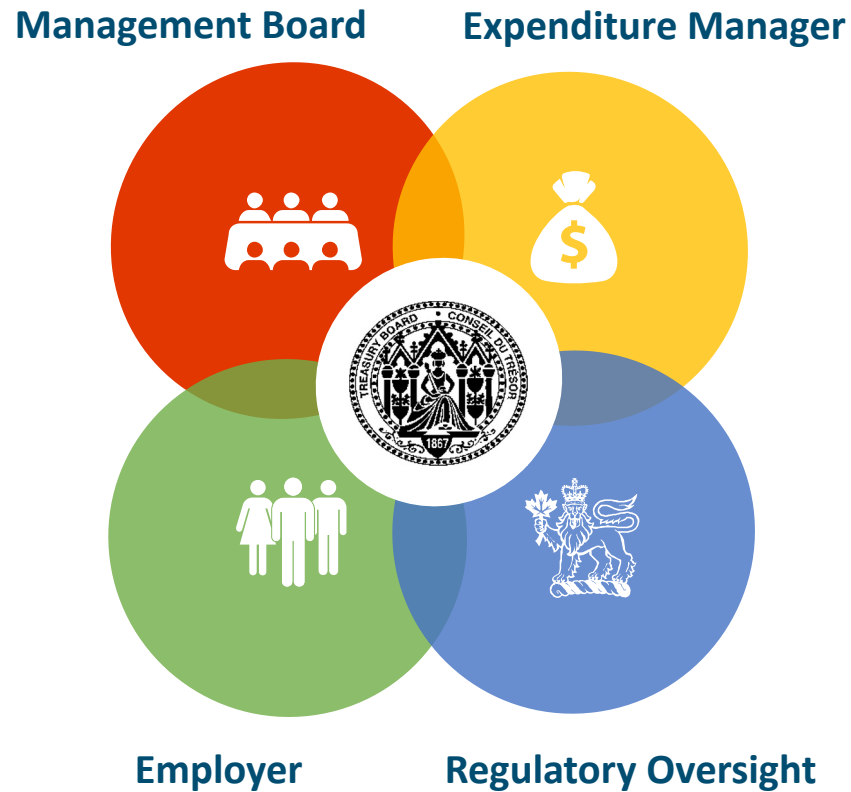 Management Board
Expenditure Manager
$
TREASURY BOARD • CONSEIL DU TRÉSOR
1867
Employer
Regulatory Oversight